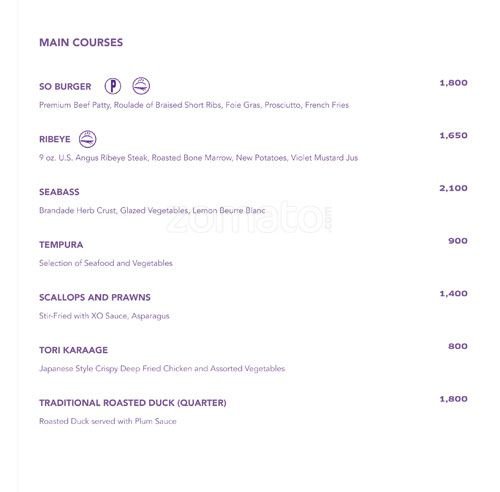 MAIN COURSES
SO BURGER P 1,800
Premium Beef Patty, Roulade of Braised Short Ribs, Foie Gras, Prosciutto, French Fries
RIBEYE 1,650
9 oz. U.S. Angus Ribeye Steak, Roasted Bone Marrow, New Potatoes, Violet Mustard Jus
SEABASS 2,100
Brandade Herb Crust, Glazed Vegetables, Lemon Beurre Blanc
zomato.com
TEMPURA 900
Selection of Seafood and Vegetables
SCALLOPS AND PRAWNS 1,400
Stir-Fried with XO Sauce, Asparagus
TORI KARAAGE 800
Japanese Style Crispy Deep Fried Chicken and Assorted Vegetables
TRADITIONAL ROASTED DUCK (QUARTER) 1,800
Roasted Duck served with Plum Sauce